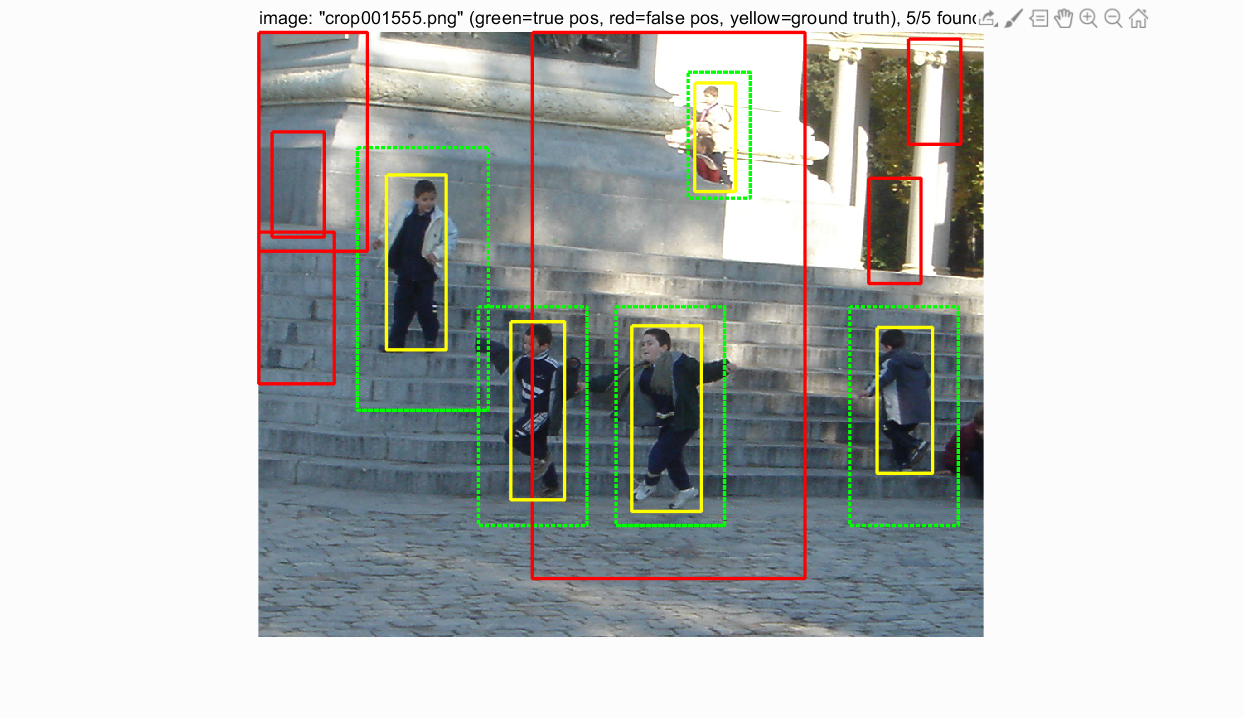 image: "crop001555.png" (green=true pos, red=false pos, yellow=ground truth), 5/5 found